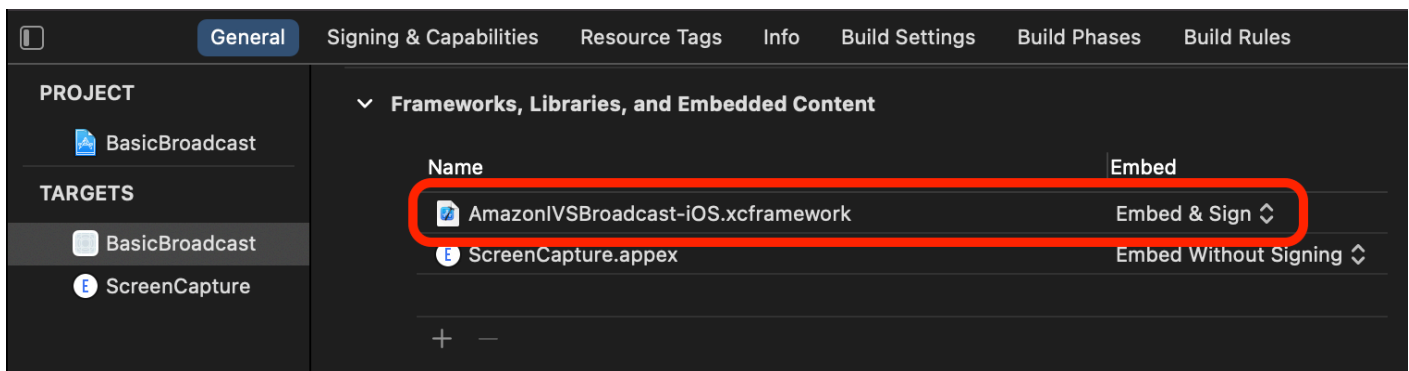 General Signing & Capabilities Resource Tags Info Build Settings Build Phases Build Rules
PROJECT
BasicBroadcast
TARGETS
BasicBroadcast
E ScreenCapture
Frameworks, Libraries, and Embedded Content
Name Embed
AmazonIVSBroadcast-iOS.xcframework Embed & Sign
E ScreenCapture.appex Embed Without Signing